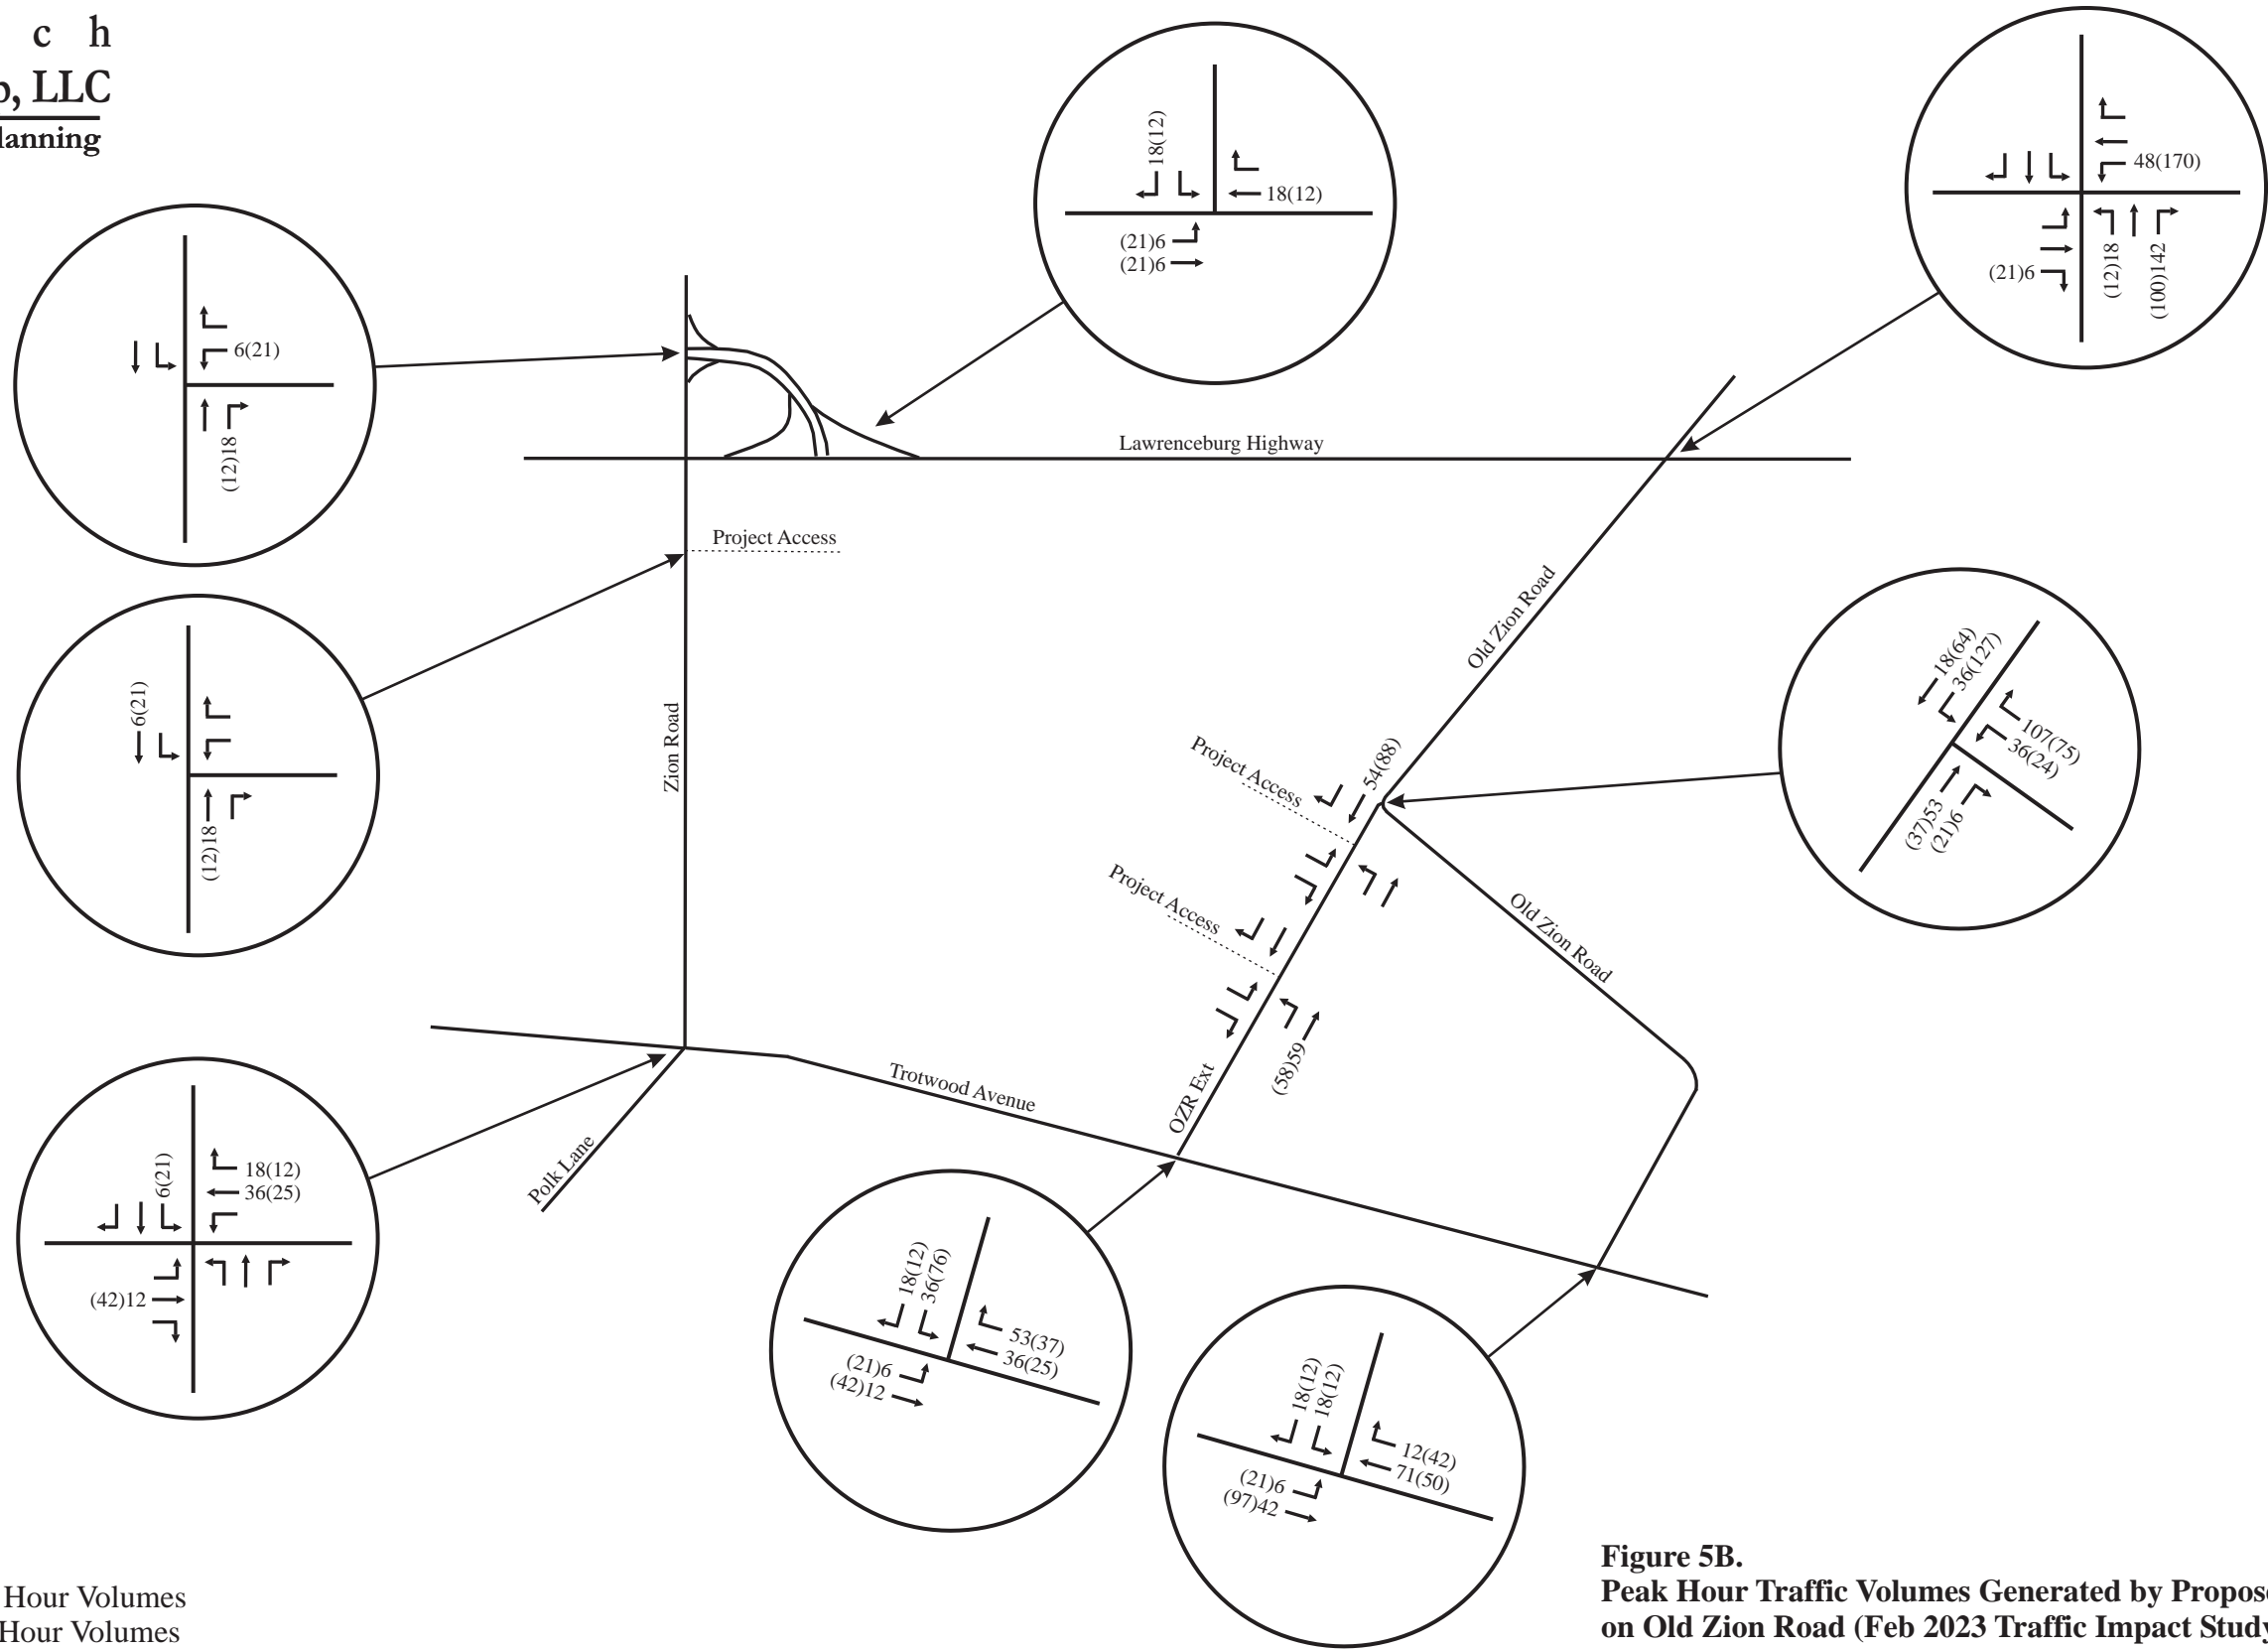 c h
, LLC
18(12)
18(12)
(21)6
(21)6
48(170)
(21)6
(12)18
(100)142
6(21)
(12)18
Lawrenceburg Highway
Project Access
Old Zion Road
6(21)
(12)18
Zion Road
18(64)
36(127)
107(75)
36(24)
(37)53
(21)6
Project Access
54(88)
Project Access
Old Zion Road
(58)59
OZR Ext
Trotwood Avenue
Polk Lane
6(21)
18(12)
36(25)
(42)12
18(12)
36(76)
53(37)
36(25)
(21)6
(42)12
18(12)
18(12)
12(42)
71(50)
(21)6
(97)42
Hour Volumes
Hour Volumes
Figure 5B.
Peak Hour Traffic Volumes Generated by
on Old Zion Road (Feb 2023 Traffic Impact Study